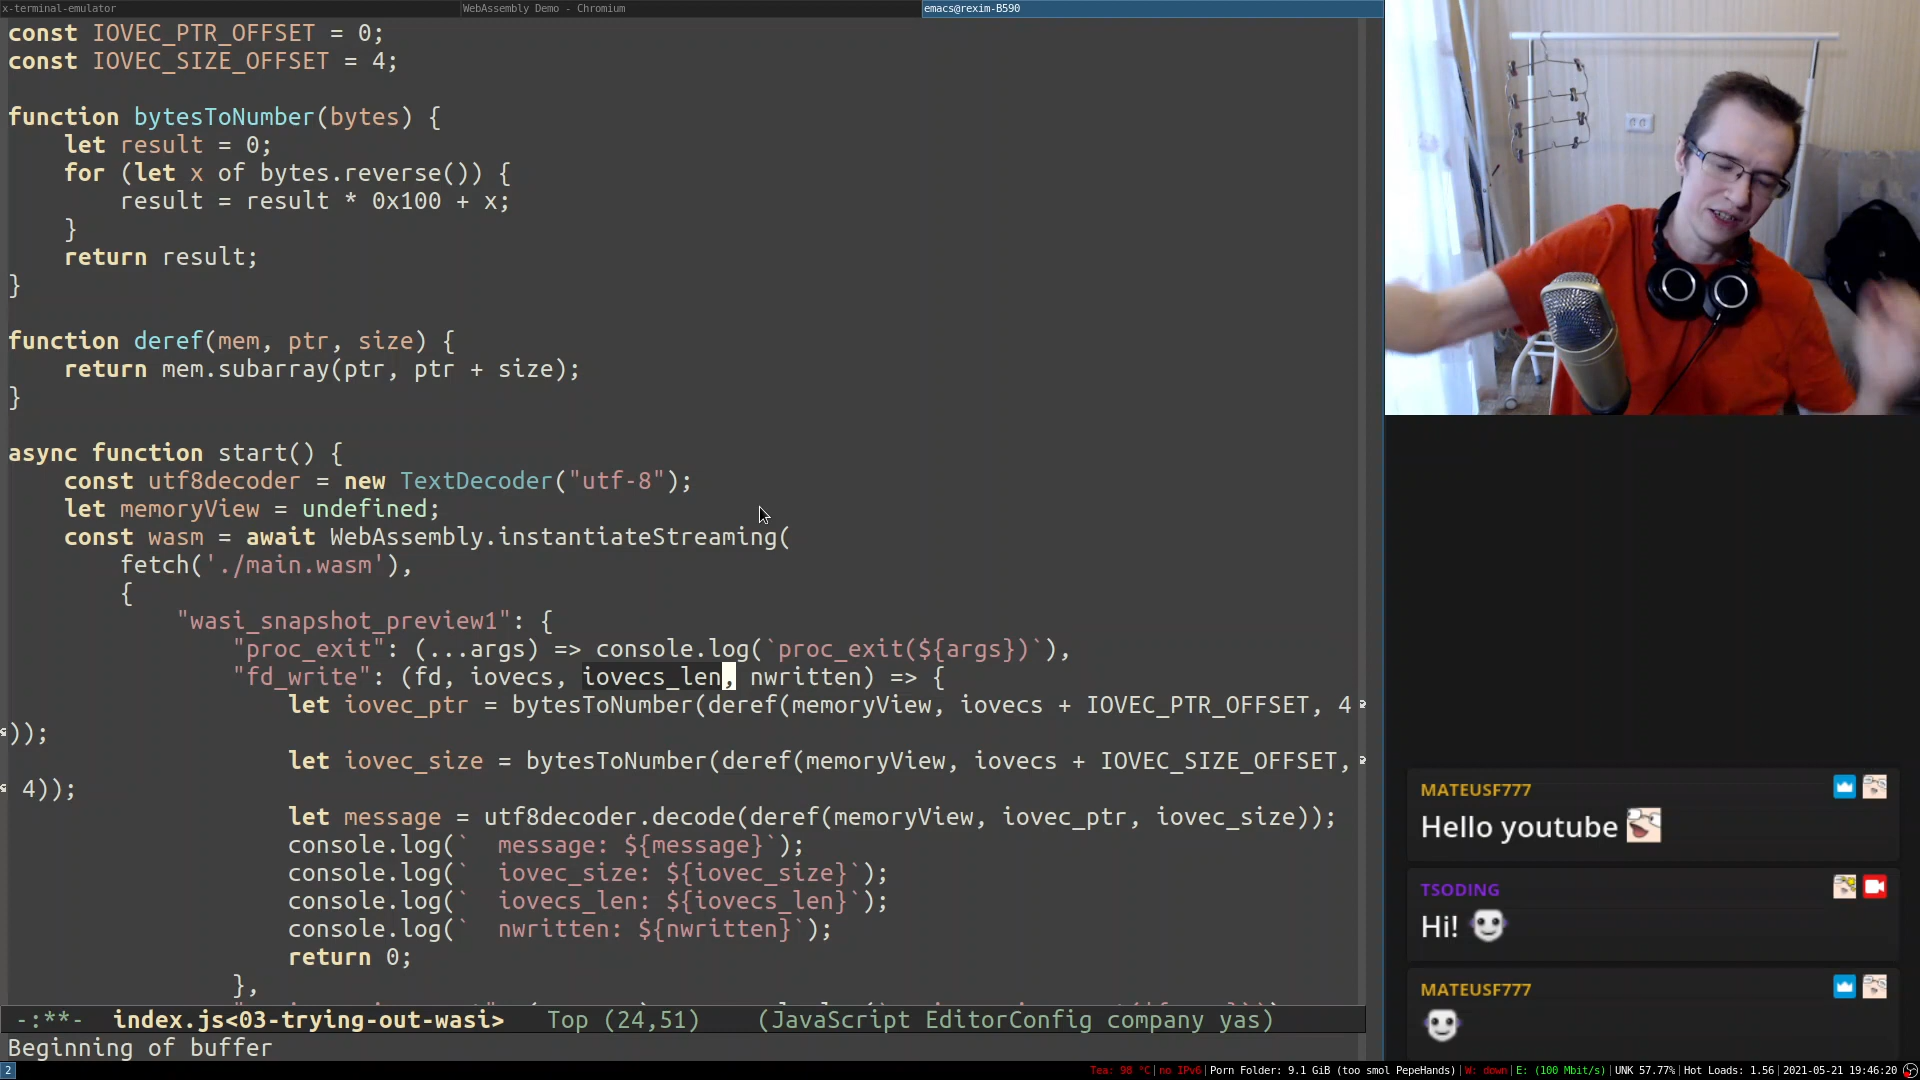 x-terminal-emulator
WebAssembly Demo - Chromium
emacs@rexim-B590
const IOVEC_PTR_OFFSET = 0;
const IOVEC_SIZE_OFFSET = 4;
function bytesToNumber(bytes) {
let result = 0;
for (let x of bytes.reverse()) {
result = result * 0x100 + x;
}
return result;
}
function deref(mem, ptr, size) {
return mem.subarray(ptr, ptr + size);
}
async function start() {
const utf8decoder = new TextDecoder("utf-8");
let memoryView = undefined;
const wasm = await WebAssembly.instantiateStreaming(
fetch('./main.wasm'),
{
"wasi_snapshot_preview1": {
"proc_exit": (...args) => console.log(`proc_exit(${args})`),
"fd_write": (fd, iovecs, iovecs_len, nwritten) => {
let iovec_ptr = bytesToNumber(deref(memoryView, iovecs + IOVEC_PTR_OFFSET, 4
));
let iovec_size = bytesToNumber(deref(memoryView, iovecs + IOVEC_SIZE_OFFSET,
4));
let message = utf8decoder.decode(deref(memoryView, iovec_ptr, iovec_size));
console.log(`  message: ${message}`);
console.log(`  iovec_size: ${iovec_size}`);
console.log(`  iovecs_len: ${iovecs_len}`);
console.log(`  nwritten: ${nwritten}`);
return 0;
},
-:**-  index.js<03-trying-out-wasi>   Top (24,51)    (JavaScript EditorConfig company yas)
Beginning of buffer
MATEUSF777
Hello youtube
TSODING
Hi!
MATEUSF777
2
Tea: 98 °C|no IPv6|Porn Folder: 9.1 GiB (too smol PepeHands)|W: down|E: (100 Mbit/s)|UNK 57.77%|Hot Loads: 1.56|2021-05-21 19:46:20